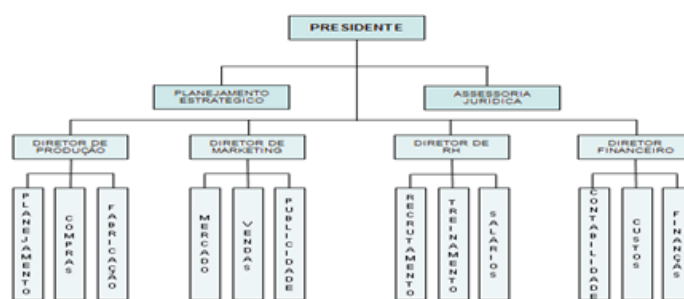 PRESIDENTE
PLANEJAMENTO
ESTRATÉGICO
ASSESSORIA
JURÍDICA
DIRETOR DE
PRODUÇÃO
DIRETOR DE
MARKETING
DIRETOR DE
RH
DIRETOR
FINANCEIRO
PLANEJAMENTO
COMPRAS
FABRICAÇÃO
MERCADO
VENDAS
PUBLICIDADE
RECRUTAMENTO
TREINAMENTO
SALÁRIOS
CONTABILIDADE
CUSTOS
FINANÇAS